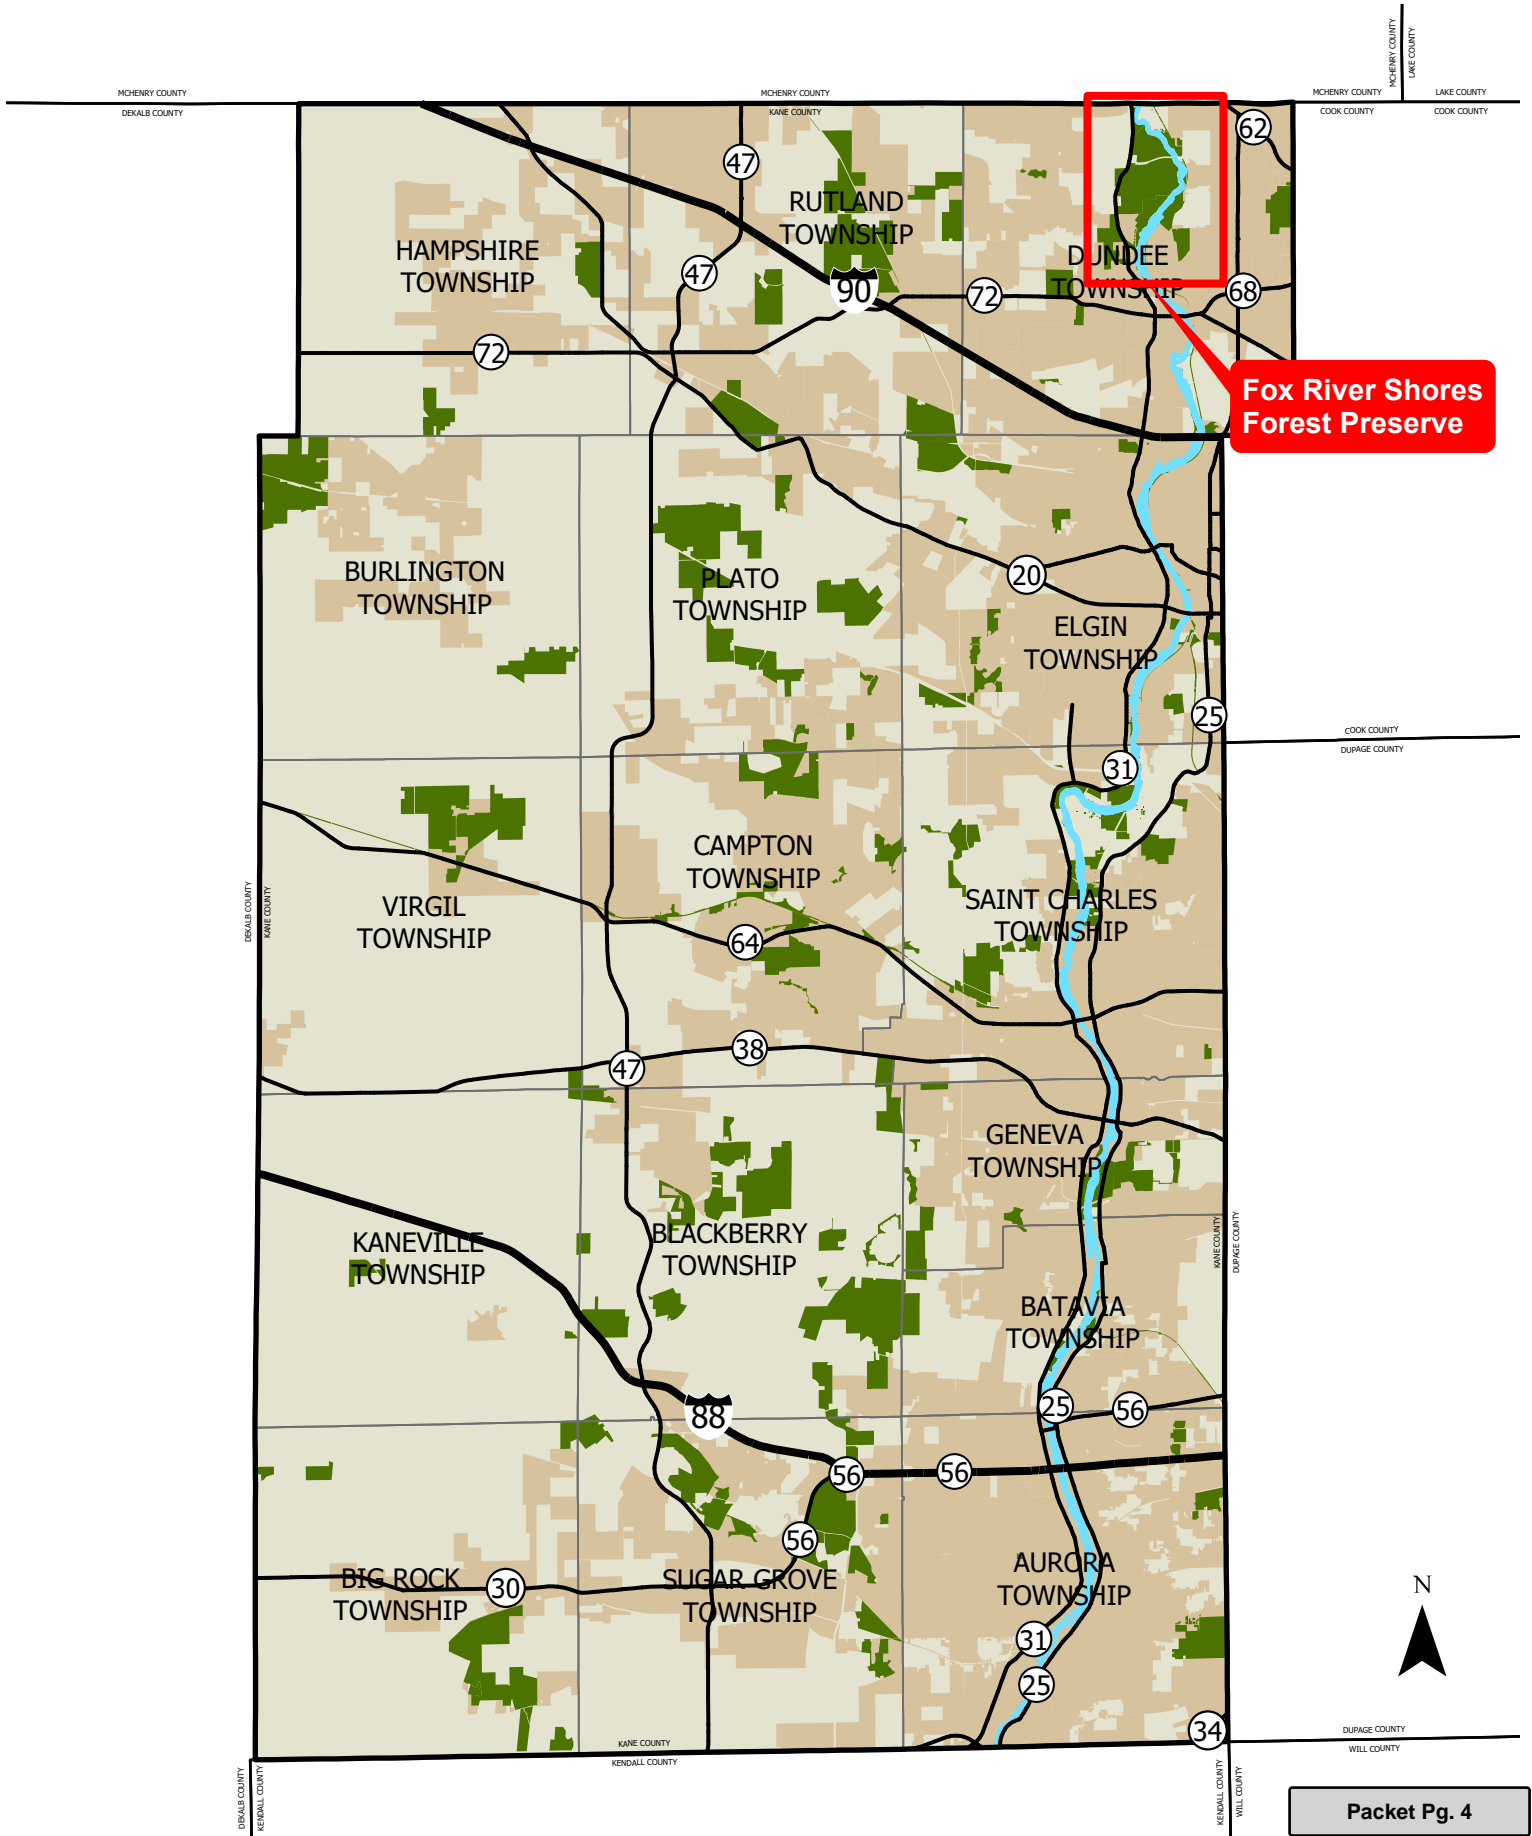 MCHENRY COUNTY
LAKE COUNTY
MCHENRY COUNTY
DEKALB COUNTY
MCHENRY COUNTY
KANE COUNTY
MCHENRY COUNTY
COOK COUNTY
LAKE COUNTY
COOK COUNTY
62
47
RUTLAND
TOWNSHIP
HAMPSHIRE
TOWNSHIP
DUNDEE
TOWNSHIP
47
90
72
68
72
Fox River Shores
Forest Preserve
BURLINGTON
TOWNSHIP
PLATO
TOWNSHIP
20
ELGIN
TOWNSHIP
25
COOK COUNTY
DUPAGE COUNTY
31
CAMPTON
TOWNSHIP
VIRGIL
TOWNSHIP
SAINT CHARLES
TOWNSHIP
DEKALB COUNTY
KANE COUNTY
64
38
47
GENEVA
TOWNSHIP
KANEVILLE
TOWNSHIP
BLACKBERRY
TOWNSHIP
KANE COUNTY
DUPAGE COUNTY
BATAVIA
TOWNSHIP
88
25
56
56
56
56
AURORA
TOWNSHIP
BIG ROCK
TOWNSHIP
30
SUGAR GROVE
TOWNSHIP
N
31
25
34
KANE COUNTY
KENDALL COUNTY
DUPAGE COUNTY
WILL COUNTY
DEKALB COUNTY
KENDALL COUNTY
KENDALL COUNTY
WILL COUNTY
Packet Pg. 4